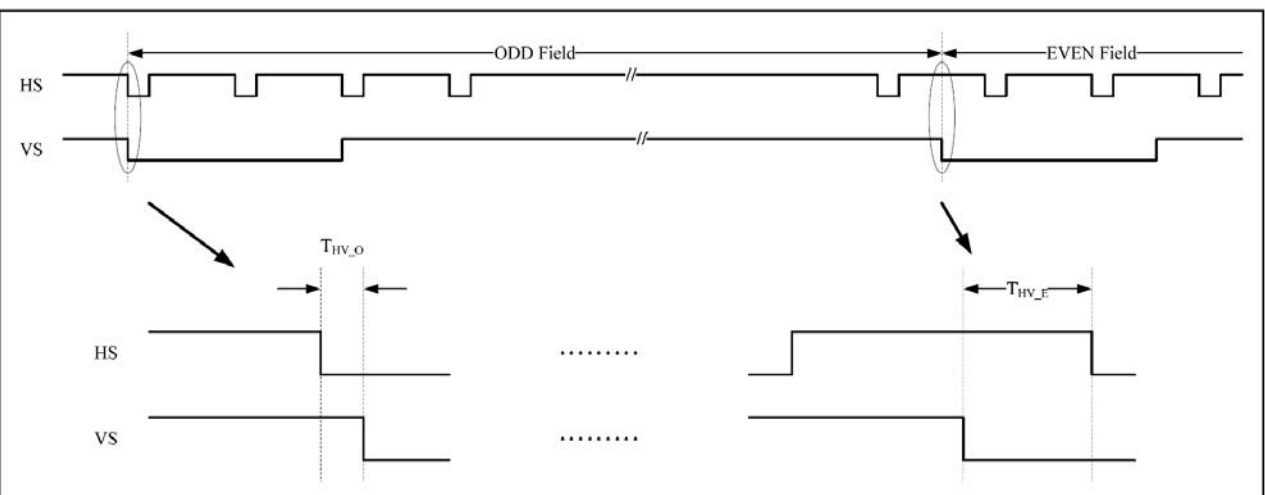 ODD Field
EVEN Field
HS
//
VS
//
T_HV_O
T_HV_E
HS
.........
VS
.........